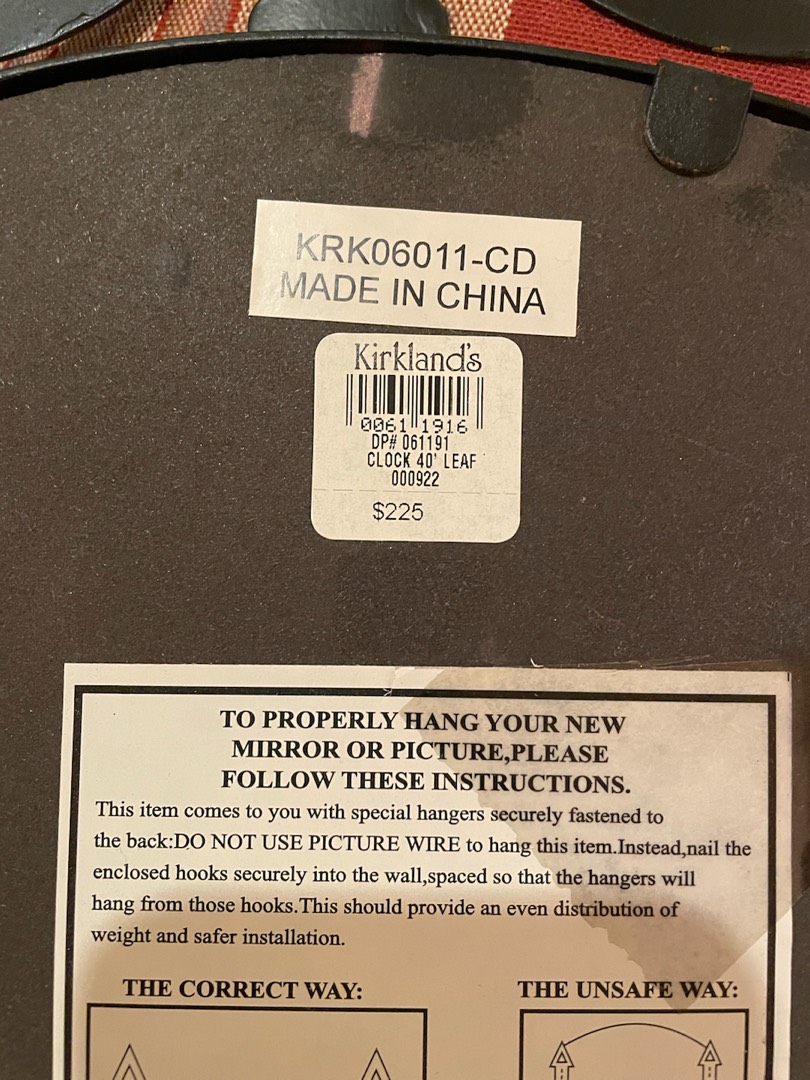 KRK06011-CD
MADE IN CHINA
Kirkland's
0061 1916
DP# 061191
CLOCK 40' LEAF
000922
$225
TO PROPERLY HANG YOUR NEW
MIRROR OR PICTURE,PLEASE
FOLLOW THESE INSTRUCTIONS.
This item comes to you with special hangers securely fastened to
the back:DO NOT USE PICTURE WIRE to hang this item.Instead,nail the
enclosed hooks securely into the wall,spaced so that the hangers will
hang from those hooks.This should provide an even distribution of
weight and safer installation.
THE CORRECT WAY:
THE UNSAFE WAY: